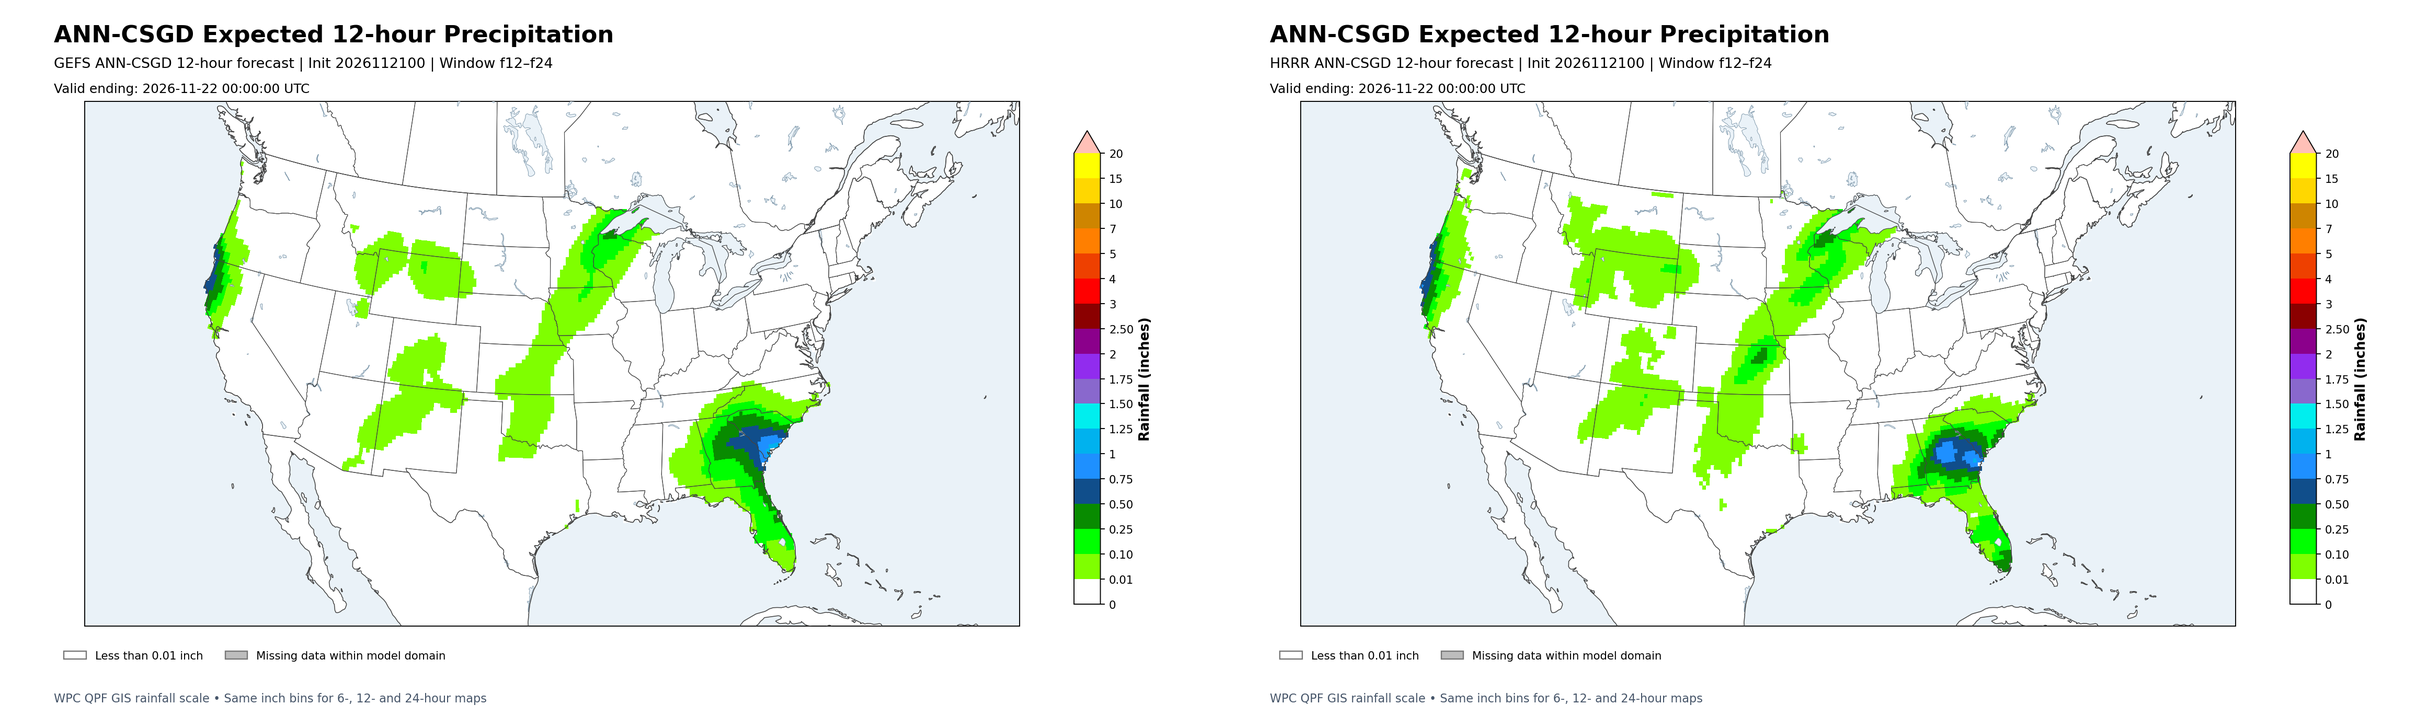 ANN-CSGD Expected 12-hour Precipitation
GEFS ANN-CSGD 12-hour forecast | Init 2026112100 | Window f12–f24
Valid ending: 2026-11-22 00:00:00 UTC
20
15
10
7
5
4
3
2.50
2
1.75
1.50
1.25
1
0.75
0.50
0.25
0.10
0.01
0
Rainfall (inches)
Less than 0.01 inch
Missing data within model domain
WPC QPF GIS rainfall scale • Same inch bins for 6-, 12- and 24-hour maps
ANN-CSGD Expected 12-hour Precipitation
HRRR ANN-CSGD 12-hour forecast | Init 2026112100 | Window f12–f24
Valid ending: 2026-11-22 00:00:00 UTC
20
15
10
7
5
4
3
2.50
2
1.75
1.50
1.25
1
0.75
0.50
0.25
0.10
0.01
0
Rainfall (inches)
Less than 0.01 inch
Missing data within model domain
WPC QPF GIS rainfall scale • Same inch bins for 6-, 12- and 24-hour maps